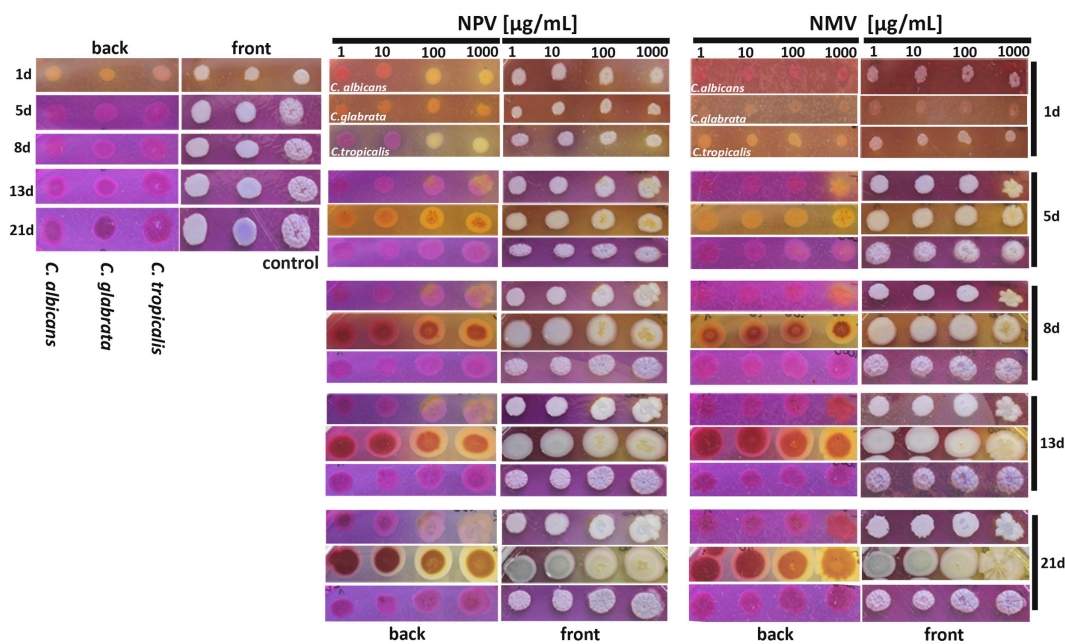 NPV [µg/mL]
NMV [µg/mL]
back front
1 10 100 1000 1 10 100 1000
1 10 100 1000 1 10 100 1000
1d
5d
8d
13d
21d
control
C. albicans
C. glabrata
C. tropicalis
C. albicans
C.glabrata
C.tropicalis
C.albicans
C.glabrata
C.tropicalis
1d
5d
8d
13d
21d
back front
back front